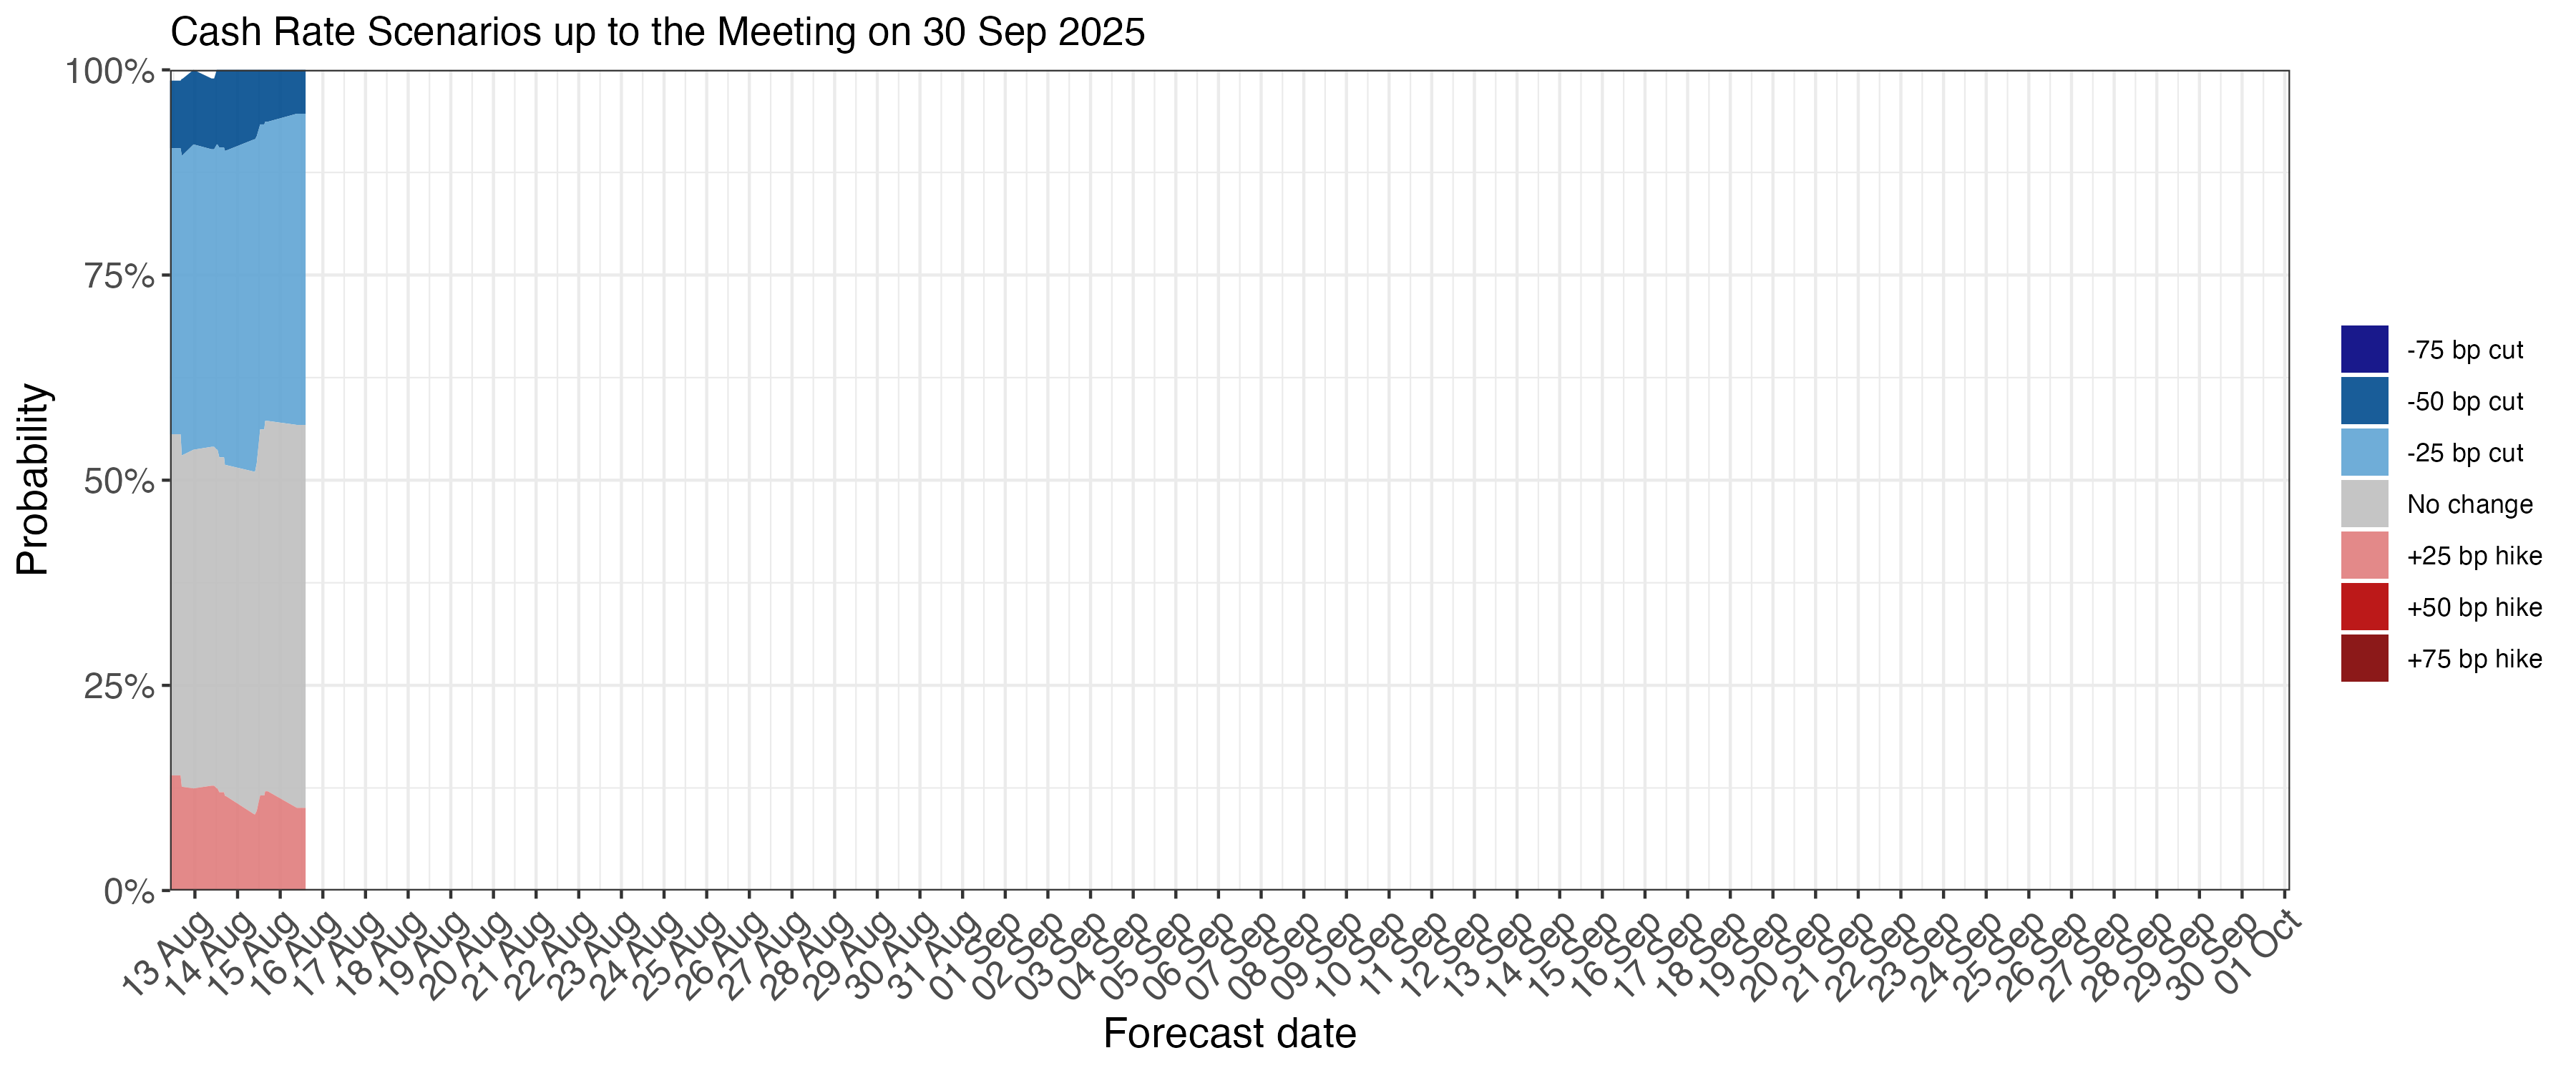 Cash Rate Scenarios up to the Meeting on 30 Sep 2025
100%
75%
50%
25%
0%
Probability
13 Aug
14 Aug
15 Aug
16 Aug
17 Aug
18 Aug
19 Aug
20 Aug
21 Aug
22 Aug
23 Aug
24 Aug
25 Aug
26 Aug
27 Aug
28 Aug
29 Aug
30 Aug
31 Aug
01 Sep
02 Sep
03 Sep
04 Sep
05 Sep
06 Sep
07 Sep
08 Sep
09 Sep
10 Sep
11 Sep
12 Sep
13 Sep
14 Sep
15 Sep
16 Sep
17 Sep
18 Sep
19 Sep
20 Sep
21 Sep
22 Sep
23 Sep
24 Sep
25 Sep
26 Sep
27 Sep
28 Sep
29 Sep
30 Sep
01 Oct
Forecast date
-75 bp cut
-50 bp cut
-25 bp cut
No change
+25 bp hike
+50 bp hike
+75 bp hike